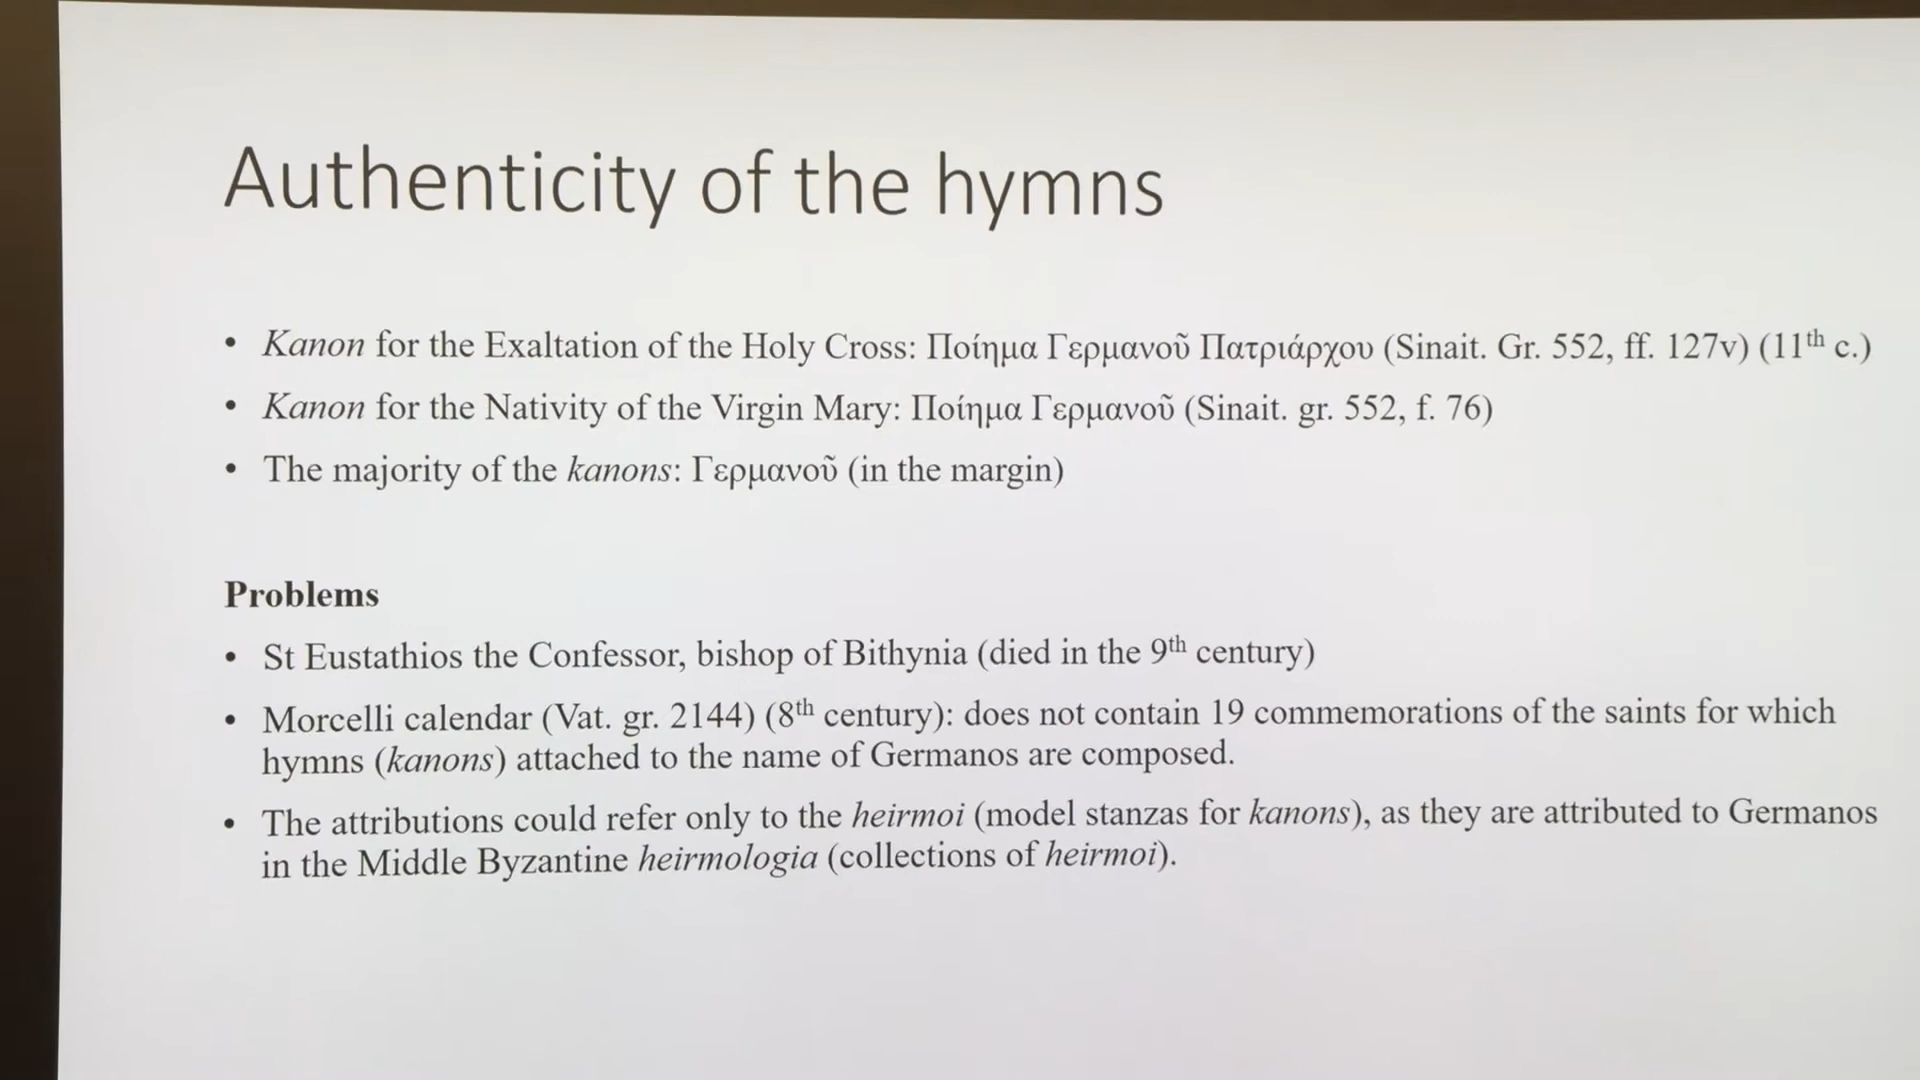 Authenticity of the hymns
• Kanon for the Exaltation of the Holy Cross: Ποίημα Γερμανοῦ Πατριάρχου (Sinait. Gr. 552, ff. 127v) (11th c.)
• Kanon for the Nativity of the Virgin Mary: Ποίημα Γερμανοῦ (Sinait. gr. 552, f. 76)
• The majority of the kanons: Γερμανοῦ (in the margin)
Problems
• St Eustathios the Confessor, bishop of Bithynia (died in the 9th century)
• Morcelli calendar (Vat. gr. 2144) (8th century): does not contain 19 commemorations of the saints for which
hymns (kanons) attached to the name of Germanos are composed.
• The attributions could refer only to the heirmoi (model stanzas for kanons), as they are attributed to Germanos
in the Middle Byzantine heirmologia (collections of heirmoi).